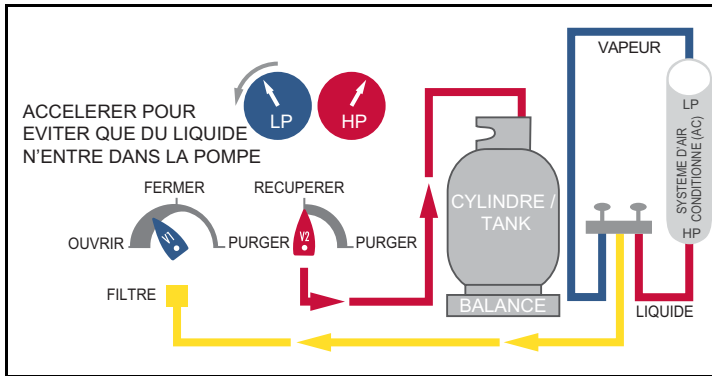 VAPEUR
LP
HP
LP
SYSTEME D'AIR
CONDITIONNE (AC)
HP
ACCELERER POUR
EVITER QUE DU LIQUIDE
N'ENTRE DANS LA POMPE
FERMER
RECUPERER
CYLINDRE /
TANK
V1
V2
OUVRIR
PURGER
PURGER
FILTRE
BALANCE
LIQUIDE